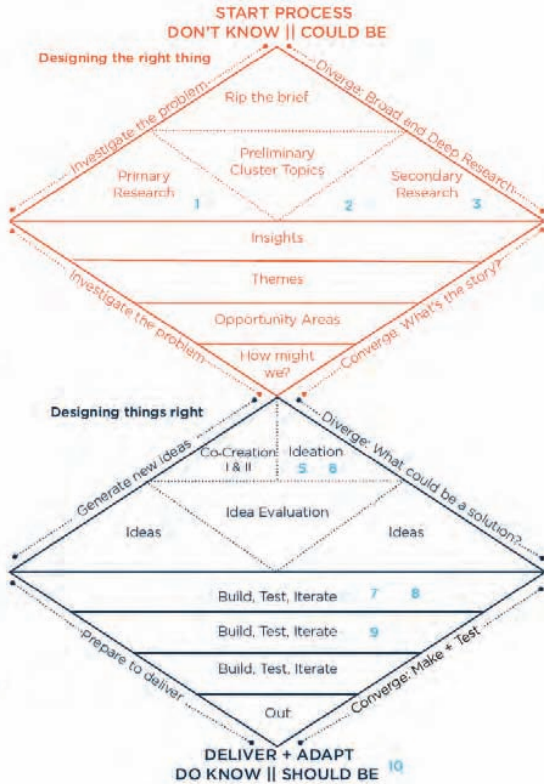 START PROCESS
DON'T KNOW || COULD BE
Designing the right thing
Investigate the problem
Diverge: Broad and Deep Research
Rip the brief
Preliminary
Cluster Topics
Primary
Research 1
2
Secondary
Research 3
Insights
Themes
Opportunity Areas
How might
we?
Investigate the problem
Converge: What's the story?
Designing things right
Generate new ideas
Diverge: What could be a solution?
Co-Creation
I & II
Ideation
5 8
Idea Evaluation
Ideas
Ideas
Build, Test, Iterate 7 8
Build, Test, Iterate 9
Build, Test, Iterate
Out
Prepare to deliver
Converge: Make + Test
DELIVER + ADAPT
DO KNOW || SHOULD BE 10